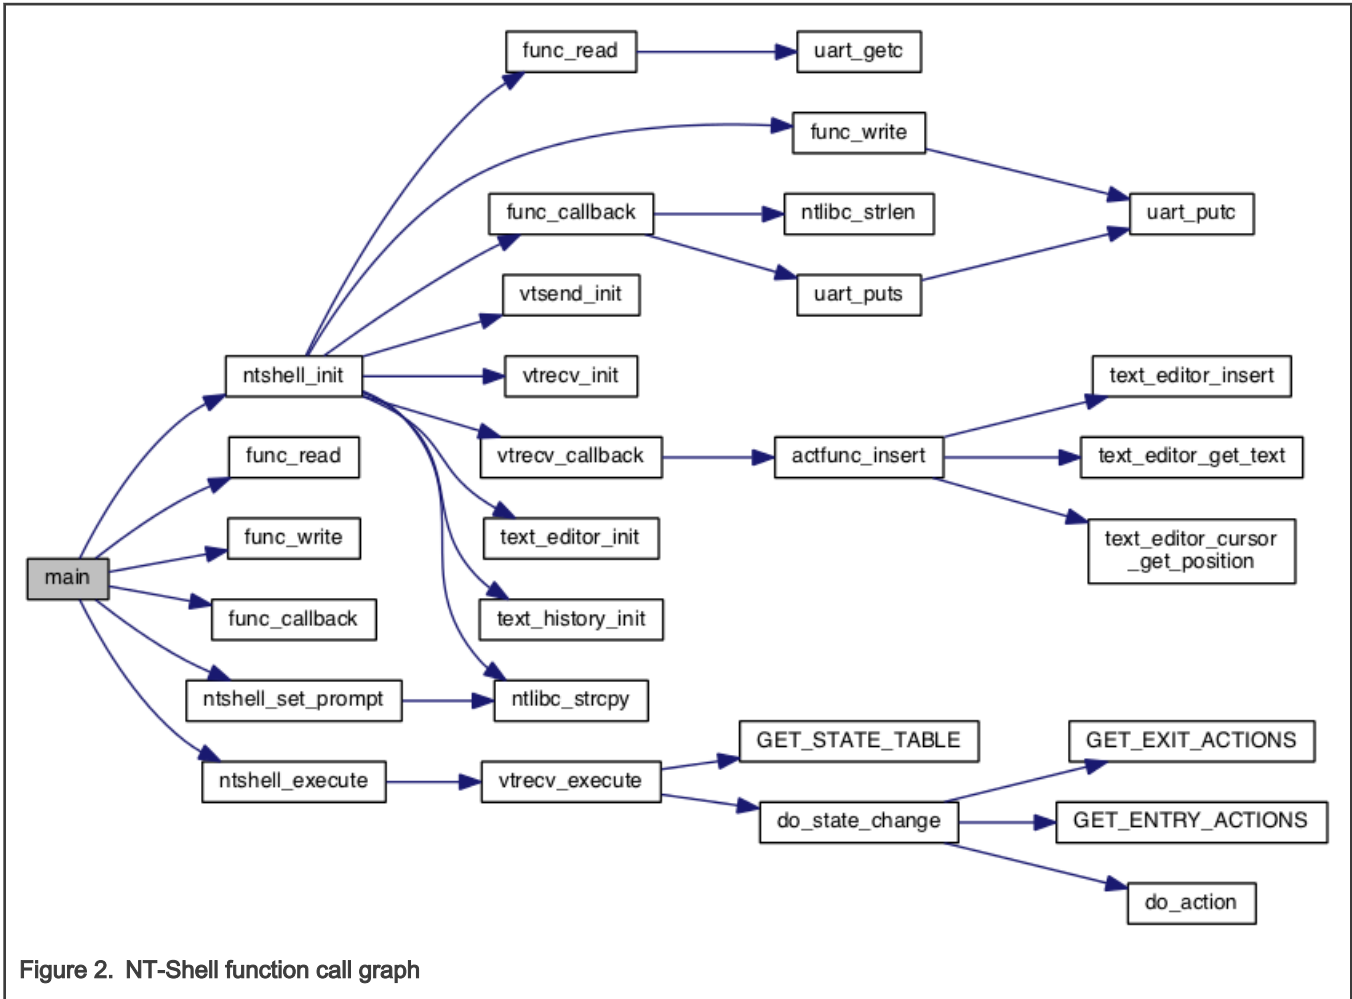 func_read
uart_getc
func_write
func_callback
ntlibc_strlen
uart_putc
vtsend_init
uart_puts
ntshell_init
vtrecv_init
text_editor_insert
func_read
vtrecv_callback
actfunc_insert
text_editor_get_text
func_write
text_editor_init
text_editor_cursor
_get_position
main
func_callback
text_history_init
ntshell_set_prompt
ntlibc_strcpy
GET_STATE_TABLE
GET_EXIT_ACTIONS
ntshell_execute
vtrecv_execute
do_state_change
GET_ENTRY_ACTIONS
do_action
Figure 2. NT-Shell function call graph